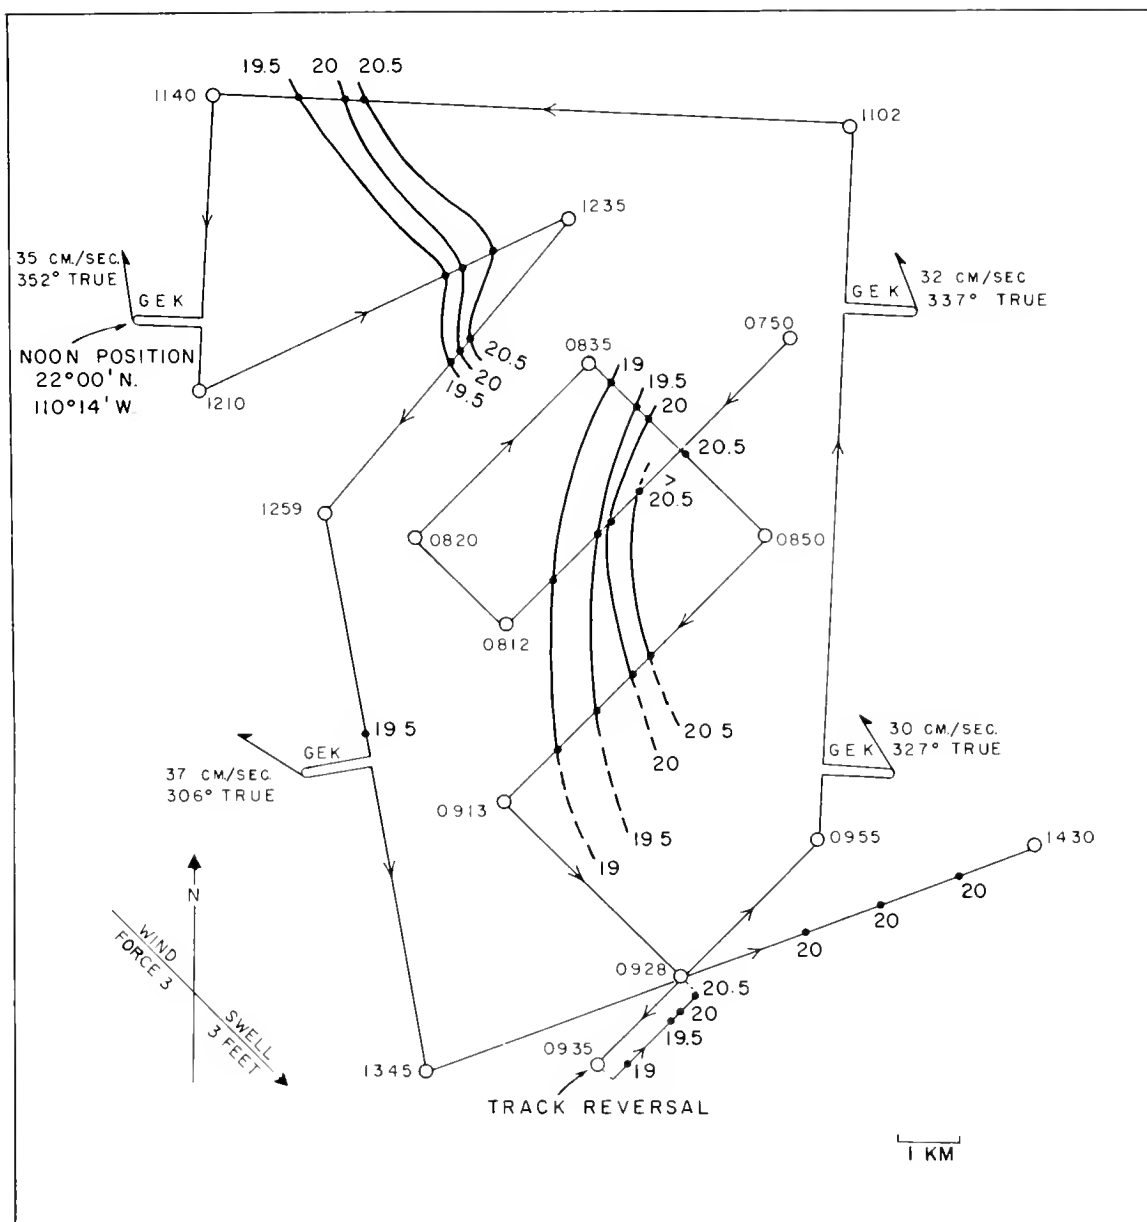 19.5 20 20.5
1140
1102
1235
35 CM./SEC.
352° TRUE
GEK
32 CM/SEC
337° TRUE
GEK
0750
NOON POSITION
22°00' N.
110°14' W.
0835
20.5
20
19.5
19
19.5
20
1210
20.5
>
20.5
1259
0820
0850
0812
19 5
GEK
37 CM./SEC.
306° TRUE
20 5
20
30 CM./SEC.
327° TRUE
GEK
0913
19 5
19
0955
1430
20
20
20
N
WIND
FORCE 3
SWELL
3 FEET
0928
20.5
20
19.5
19
0935
1345
TRACK REVERSAL
1 KM